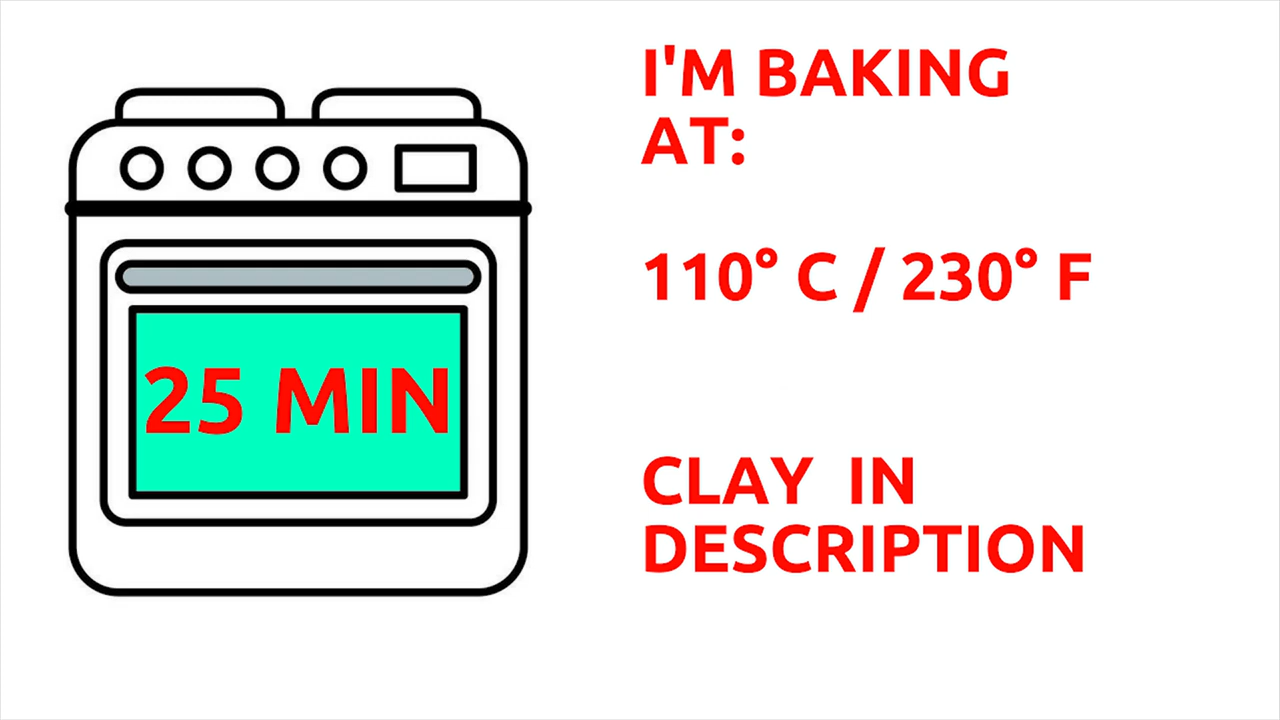 I'M BAKING
AT:
110° C / 230° F
25 MIN
CLAY IN
DESCRIPTION